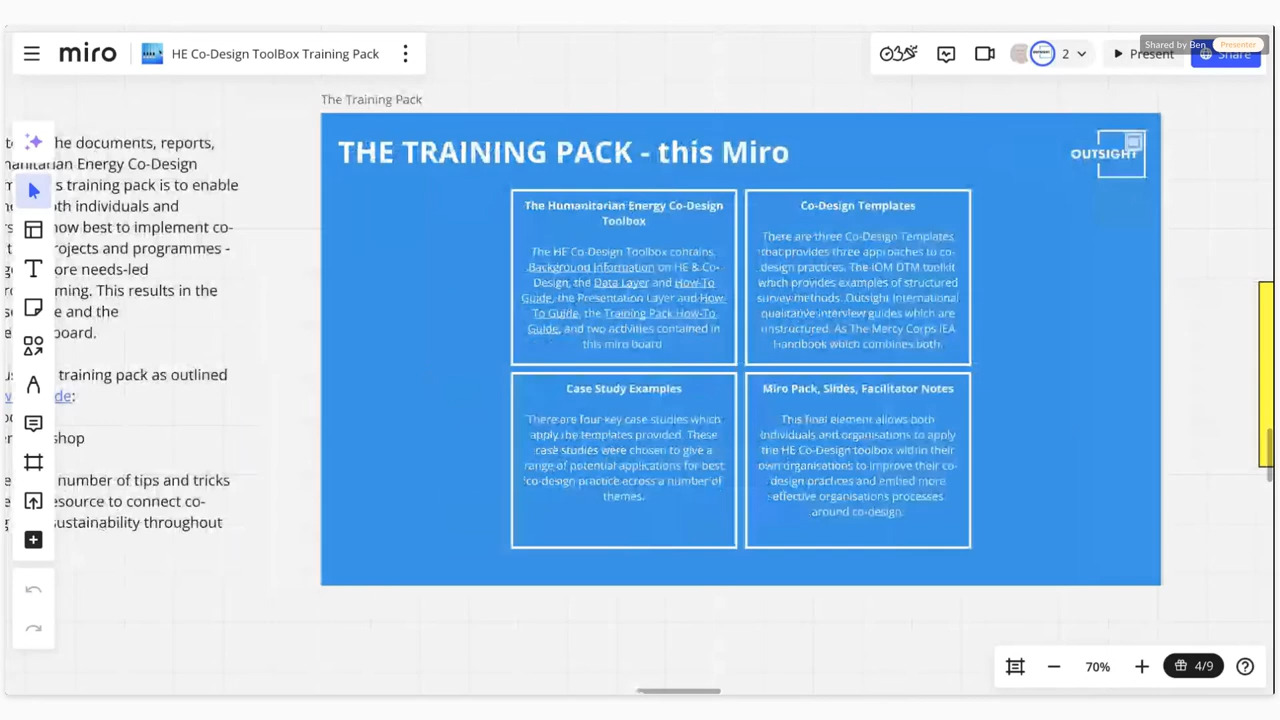 miro
HE Co-Design ToolBox Training Pack
2
Present
Share
Shared by Ben
Presenter
The Training Pack
he documents, reports,
Energy Co-Design
s training pack is to enable
oth individuals and
now best to implement co-
rojects and programmes -
ore needs-led
ming. This results in the
e and the
board.
training pack as outlined
de:
shop
number of tips and tricks
esource to connect co-
sustainability throughout
THE TRAINING PACK - this Miro
OUTSIGHT
The Humanitarian Energy Co-Design
Toolbox
The HE Co-Design Toolbox contains
Background Information on HE & Co-
Design, the Data Layer and How-To
Guide, the Presentation Layer and How-
To Guide, the Training Pack How-To
Guide, and two activities contained in
this miro board
Co-Design Templates
There are three Co-Design Templates
that provides three approaches to co-
design practices. The IOM DTM toolkit
which provides examples of structured
survey methods. Outsight International
qualitative interview guides which are
unstructured. As The Mercy Corps IEA
Handbook which combines both.
Case Study Examples
There are four key case studies which
apply the templates provided. These
case studies were chosen to give a
range of potential applications for best
co-design practice across a number of
themes.
Miro Pack, Slides, Facilitator Notes
This final element allows both
individuals and organisations to apply
the HE Co-Design toolbox within their
own organisations to improve their co-
design practices and embed more
effective organisations processes
around co-design.
70%
4/9